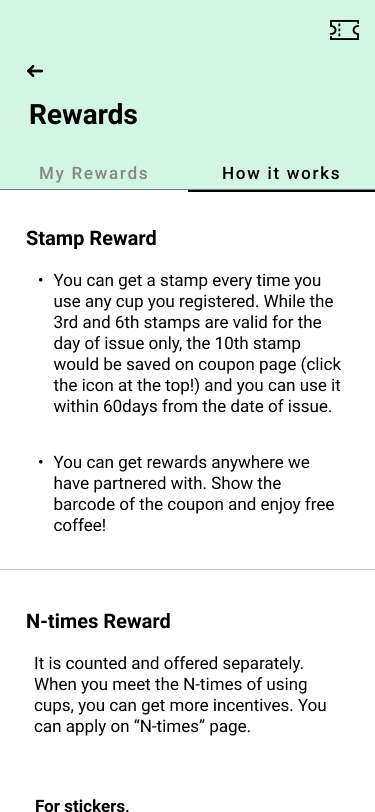 Rewards
My Rewards
How it works
Stamp Reward
• You can get a stamp every time you
use any cup you registered. While the
3rd and 6th stamps are valid for the
day of issue only, the 10th stamp
would be saved on coupon page (click
the icon at the top!) and you can use it
within 60days from the date of issue.
• You can get rewards anywhere we
have partnered with. Show the
barcode of the coupon and enjoy free
coffee!
N-times Reward
It is counted and offered separately.
When you meet the N-times of using
cups, you can get more incentives. You
can apply on “N-times” page.
For stickers,